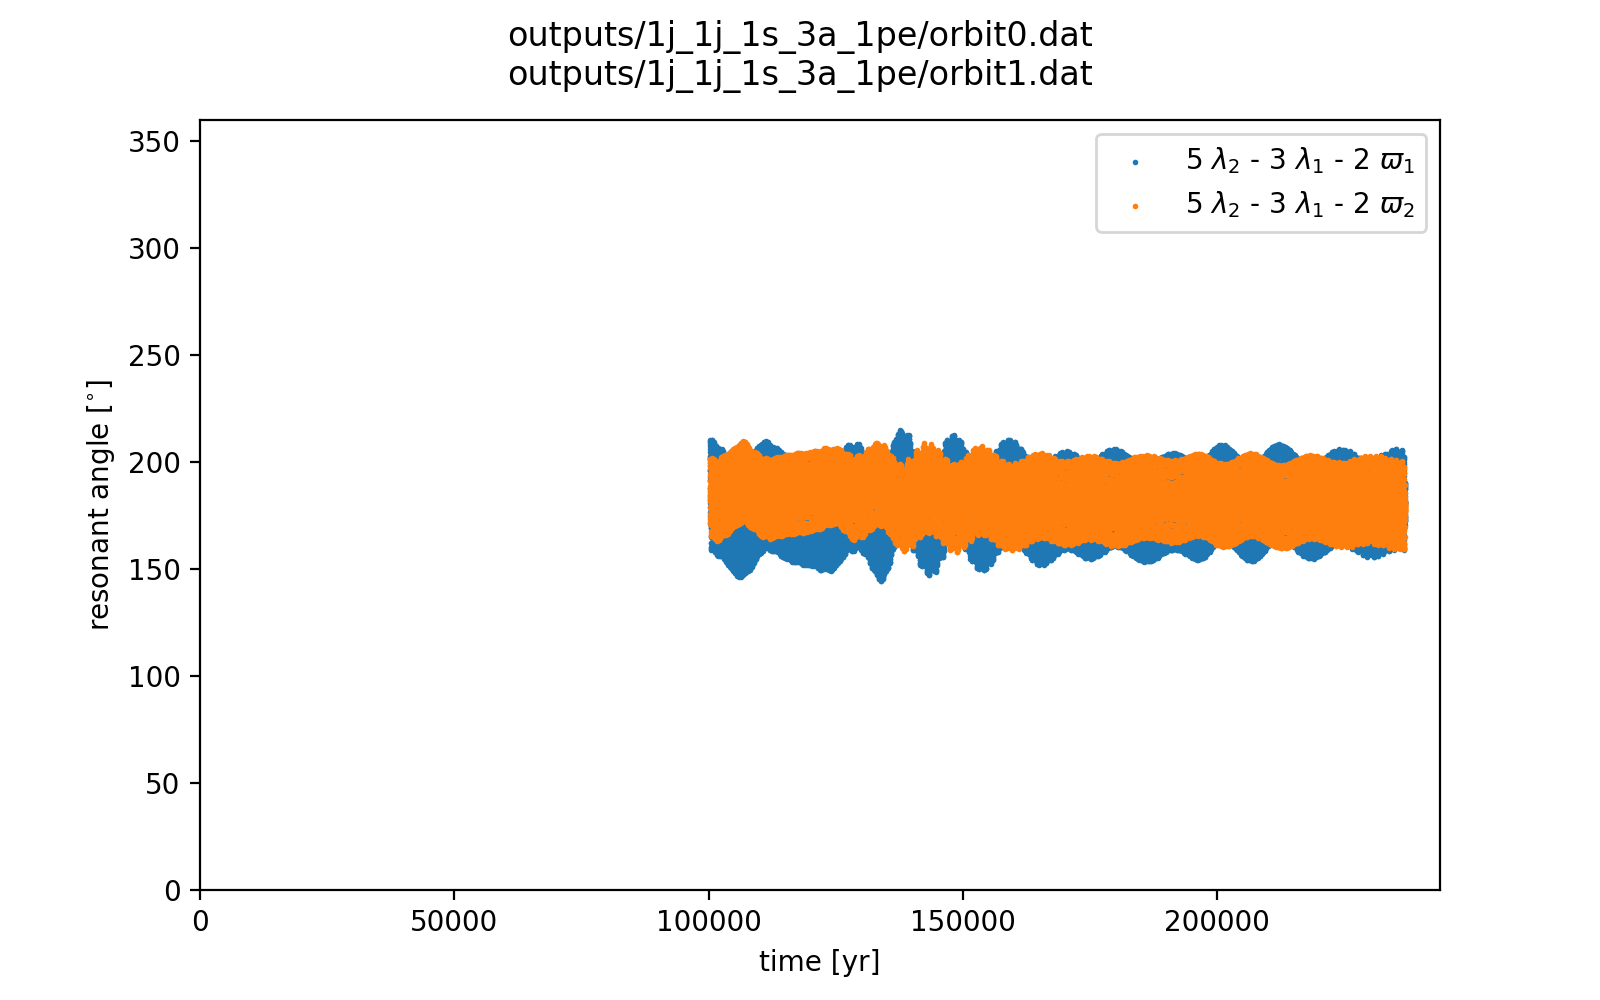 outputs/1j_1j_1s_3a_1pe/orbit0.dat
outputs/1j_1j_1s_3a_1pe/orbit1.dat
5 λ₂ - 3 λ₁ - 2 ϖ₁
5 λ₂ - 3 λ₁ - 2 ϖ₂
350
300
250
200
150
100
50
0
resonant angle [°]
0 50000 100000 150000 200000
time [yr]